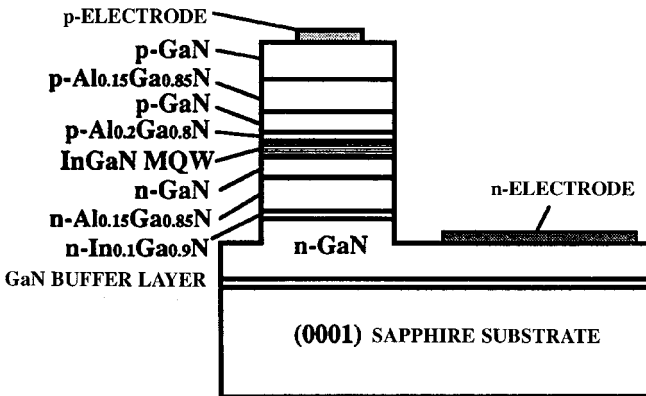 p-ELECTRODE
p-GaN
p-Al0.15Ga0.85N
p-GaN
p-Al0.2Ga0.8N
InGaN MQW
n-GaN
n-Al0.15Ga0.85N
n-In0.1Ga0.9N
GaN BUFFER LAYER
n-ELECTRODE
n-GaN
(0001) SAPPHIRE SUBSTRATE